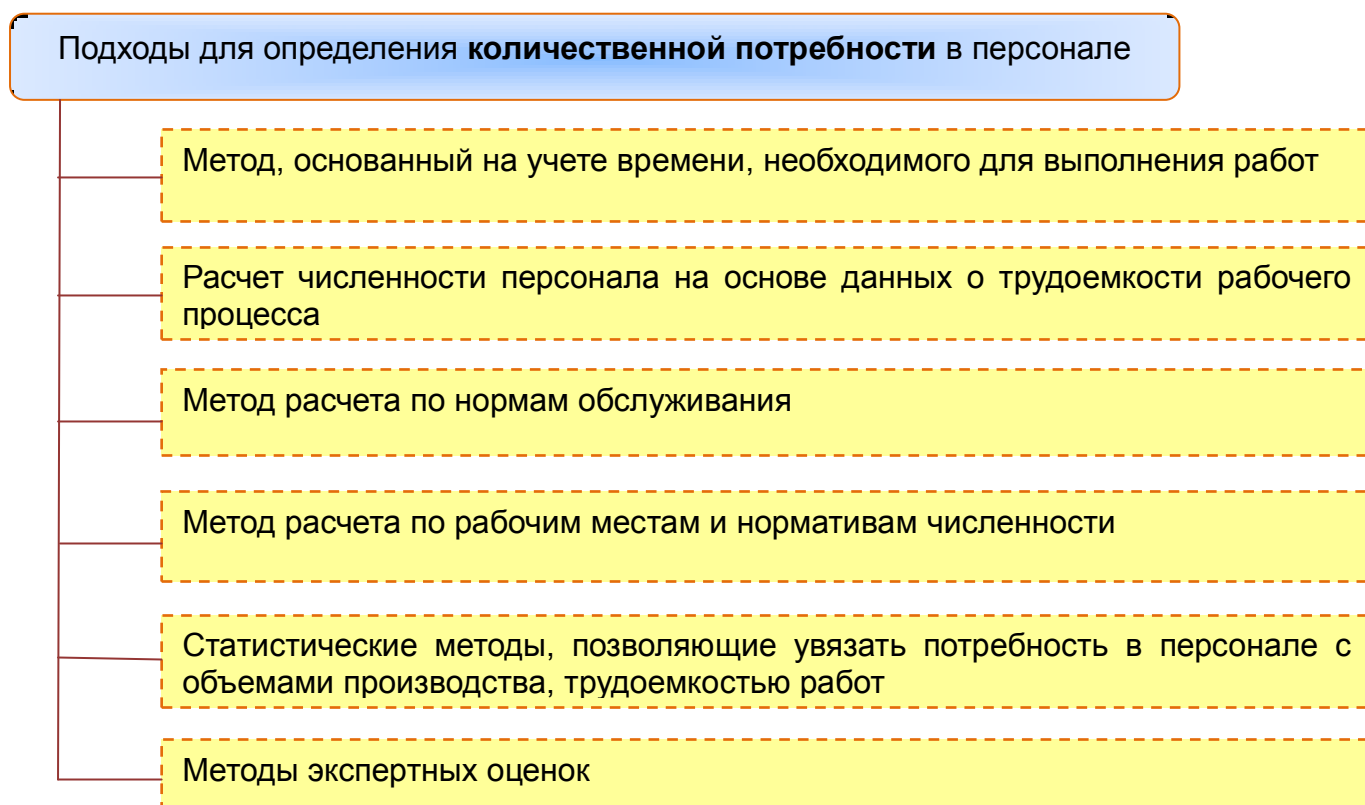 Подходы для определения количественной потребности в персонале
Метод, основанный на учете времени, необходимого для выполнения работ
Расчет численности персонала на основе данных о трудоемкости рабочего
процесса
Метод расчета по нормам обслуживания
Метод расчета по рабочим местам и нормативам численности
Статистические методы, позволяющие увязать потребность в персонале с
объемами производства, трудоемкостью работ
Методы экспертных оценок